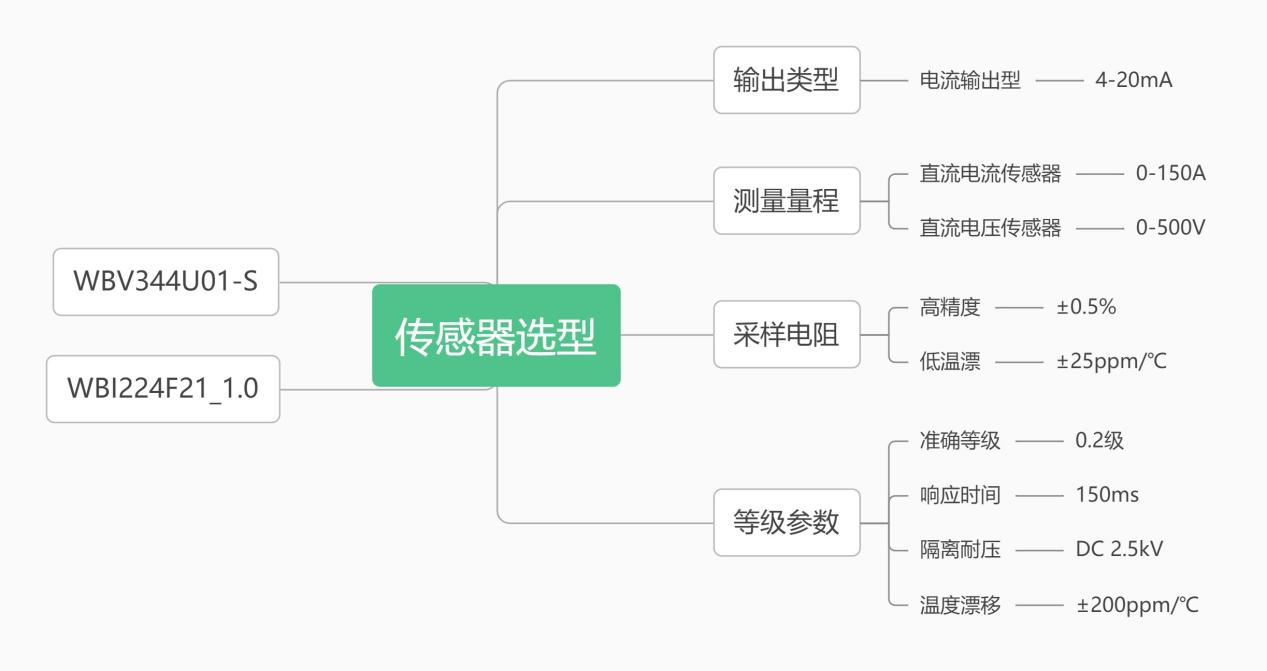 WBV344U01-S
WBI224F21_1.0
传感器选型
输出类型
电流输出型
4-20mA
测量量程
直流电流传感器
0-150A
直流电压传感器
0-500V
采样电阻
高精度
±0.5%
低温漂
±25ppm/℃
等级参数
准确等级
0.2级
响应时间
150ms
隔离耐压
DC 2.5kV
温度漂移
±200ppm/℃